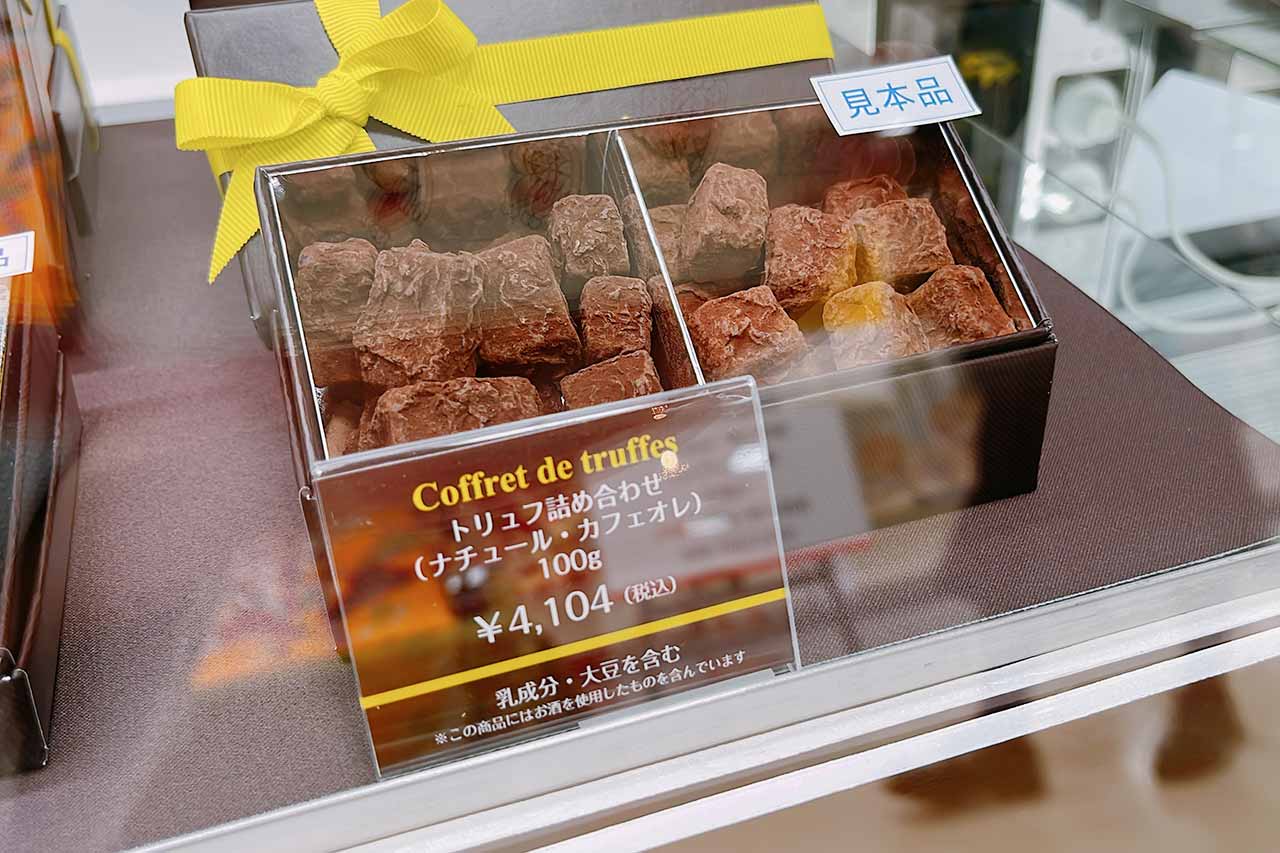 見本品
品
Coffret de truffes
トリュフ詰め合わせ
（ナチュール・カフェオレ）
100g
¥4,104（税込）
乳成分・大豆を含む
※この商品にはお酒を使用したものを含んでいます